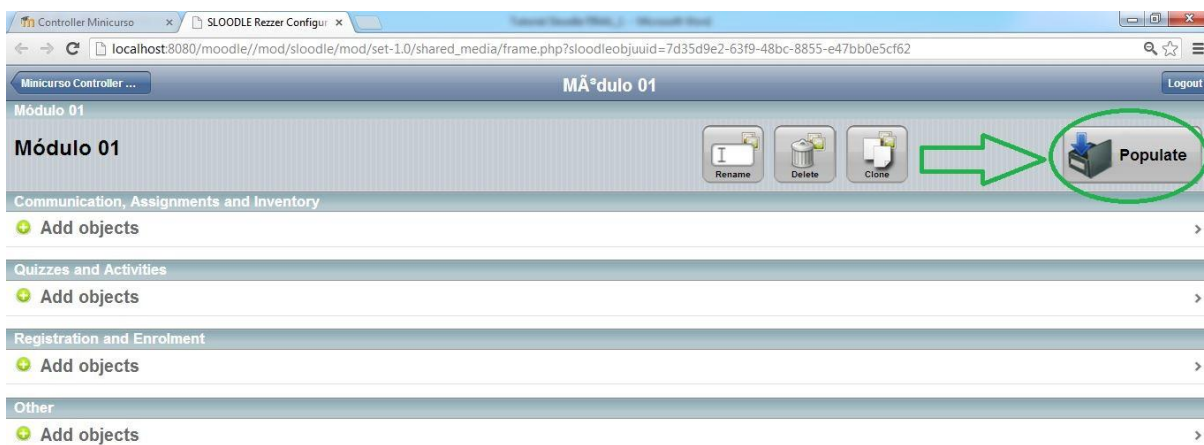 Controller Minicurso
SLOODLE Rezzer Configur
localhost:8080/moodle//mod/sloodle/mod/set-1.0/shared_media/frame.php?sloodleobjuuid=7d35d9e2-63f9-48bc-8855-e47bb0e5cf62
Minicurso Controller ...
MÃºdulo 01
Logout
Módulo 01
Módulo 01
Rename
Delete
Clone
Populate
Communication, Assignments and Inventory
Add objects
Quizzes and Activities
Add objects
Registration and Enrolment
Add objects
Other
Add objects